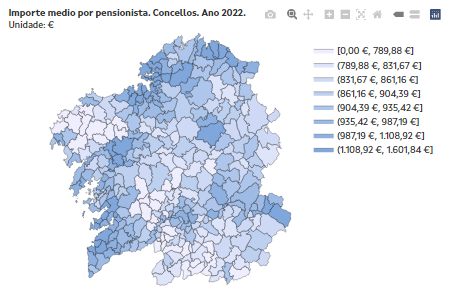 Importe medio por pensionista. Concellos. Ano 2022.
Unidade: €
[0,00 €, 789,88 €]
(789,88 €, 831,67 €]
(831,67 €, 861,16 €]
(861,16 €, 904,39 €]
(904,39 €, 935,42 €]
(935,42 €, 987,19 €]
(987,19 €, 1.108,92 €]
(1.108,92 €, 1.601,84 €]